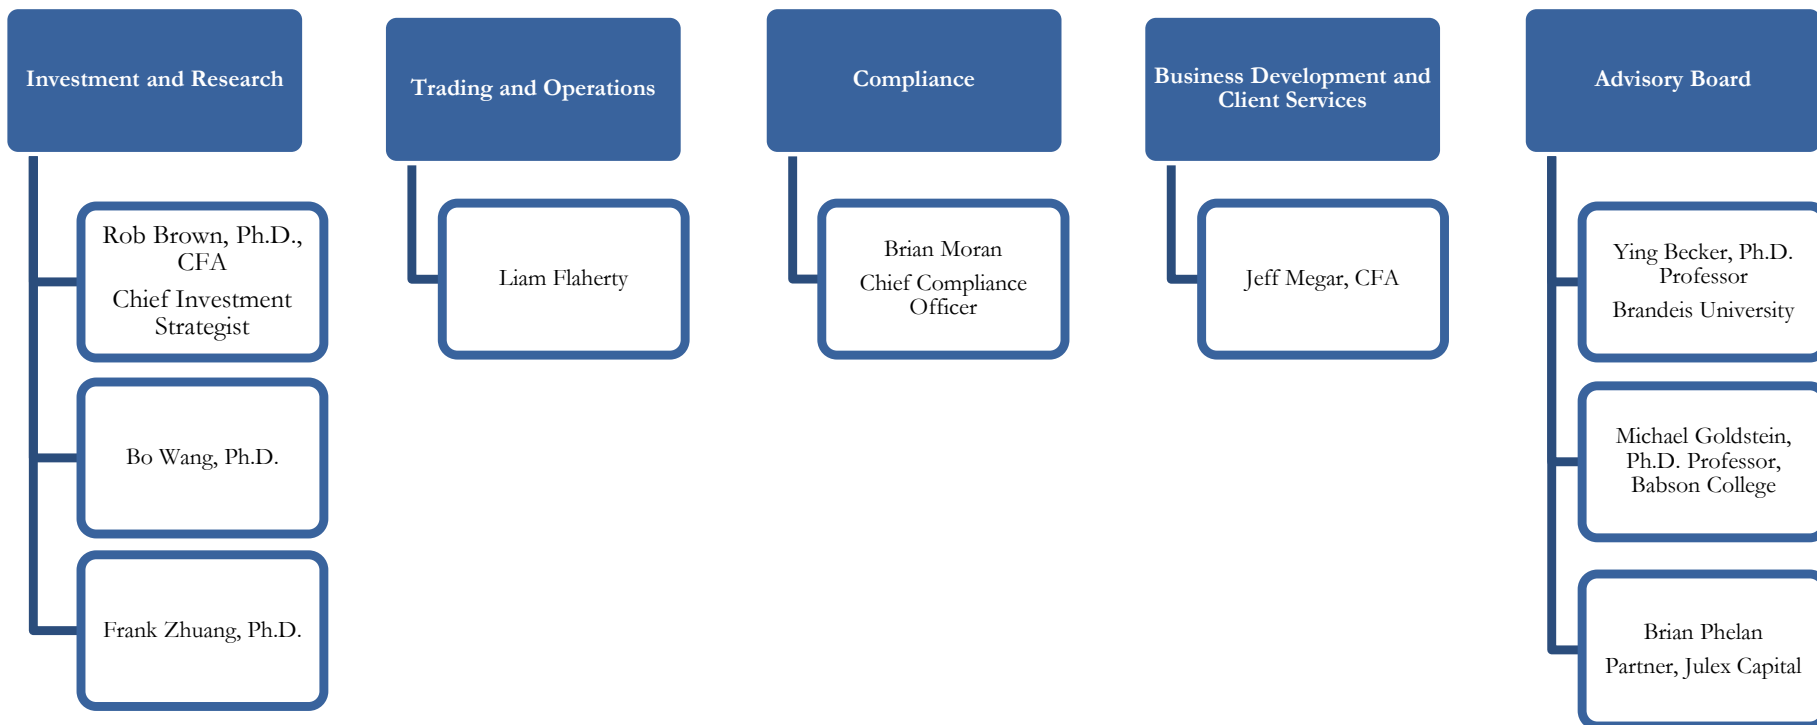 Investment and Research
Rob Brown, Ph.D.,
CFA
Chief Investment
Strategist
Bo Wang, Ph.D.
Frank Zhuang, Ph.D.
Trading and Operations
Liam Flaherty
Compliance
Brian Moran
Chief Compliance
Officer
Business Development and
Client Services
Jeff Megar, CFA
Advisory Board
Ying Becker, Ph.D.
Professor
Brandeis University
Michael Goldstein,
Ph.D. Professor,
Babson College
Brian Phelan
Partner, Julex Capital